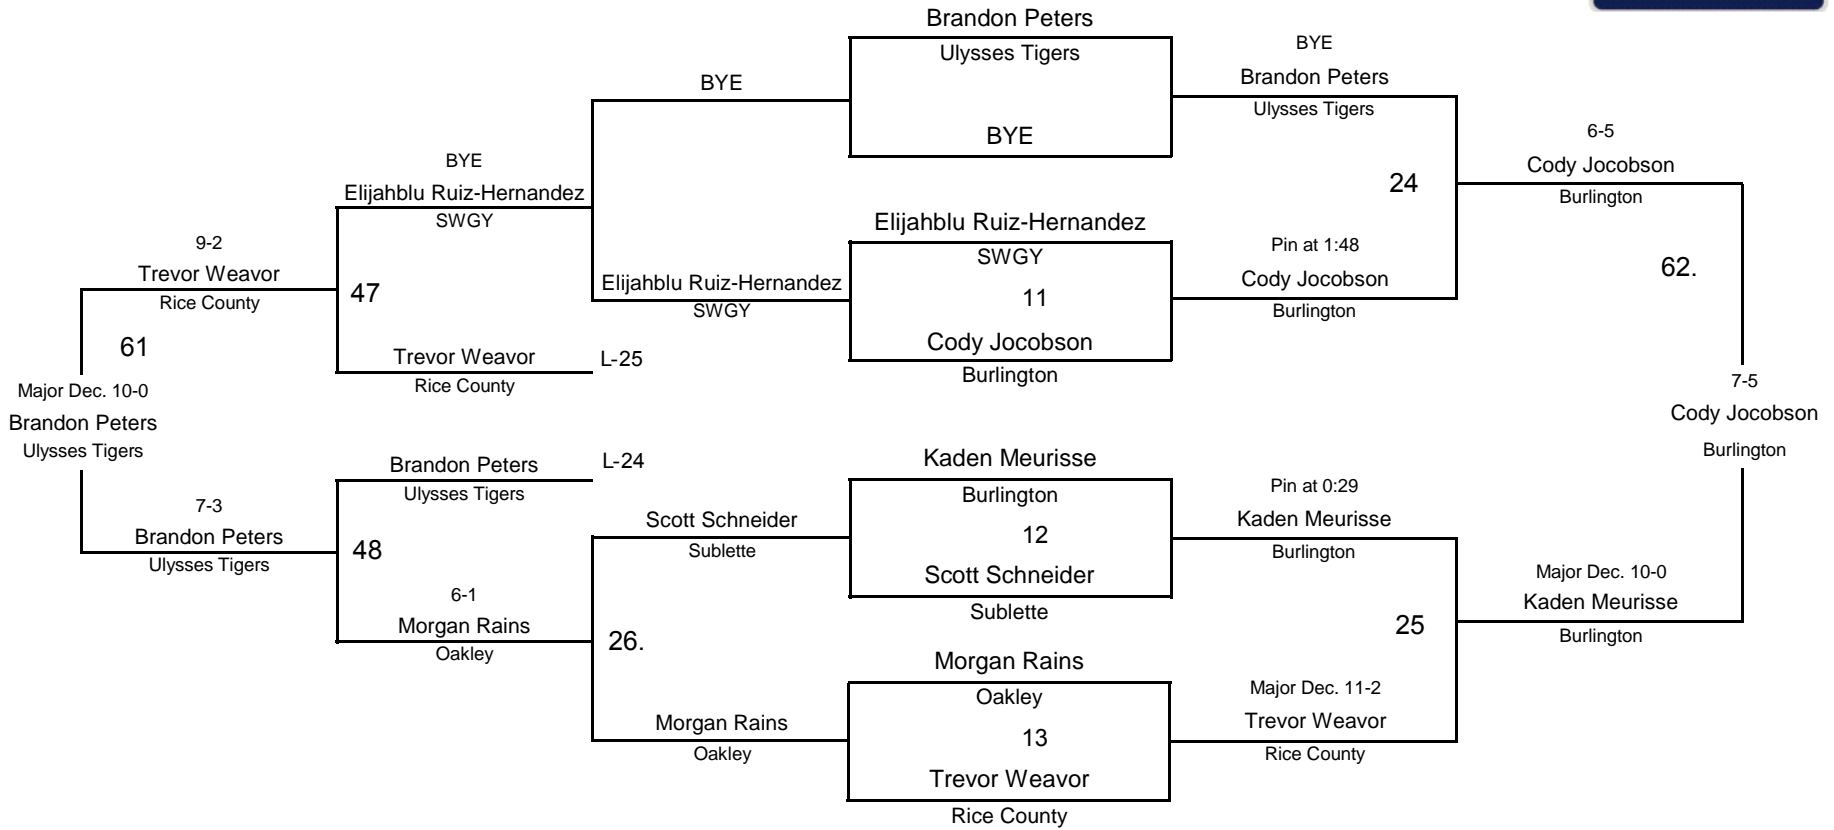 Brandon Peters
Ulysses Tigers
BYE
BYE
Brandon Peters
Ulysses Tigers
BYE
BYE
Elijahblu Ruiz-Hernandez
SWGY
6-5
Cody Jocobson
Burlington
24
Elijahblu Ruiz-Hernandez
SWGY
11
Cody Jocobson
Burlington
Pin at 1:48
Cody Jocobson
Burlington
Elijahblu Ruiz-Hernandez
SWGY
9-2
Trevor Weavor
Rice County
47
62.
61
Trevor Weavor
Rice County
L-25
Major Dec. 10-0
Brandon Peters
Ulysses Tigers
7-5
Cody Jocobson
Burlington
Brandon Peters
Ulysses Tigers
L-24
Kaden Meurisse
Burlington
12
Scott Schneider
Sublette
Pin at 0:29
Kaden Meurisse
Burlington
Scott Schneider
Sublette
7-3
Brandon Peters
Ulysses Tigers
48
6-1
Morgan Rains
Oakley
26.
Major Dec. 10-0
Kaden Meurisse
Burlington
25
Morgan Rains
Oakley
13
Trevor Weavor
Rice County
Major Dec. 11-2
Trevor Weavor
Rice County
Morgan Rains
Oakley